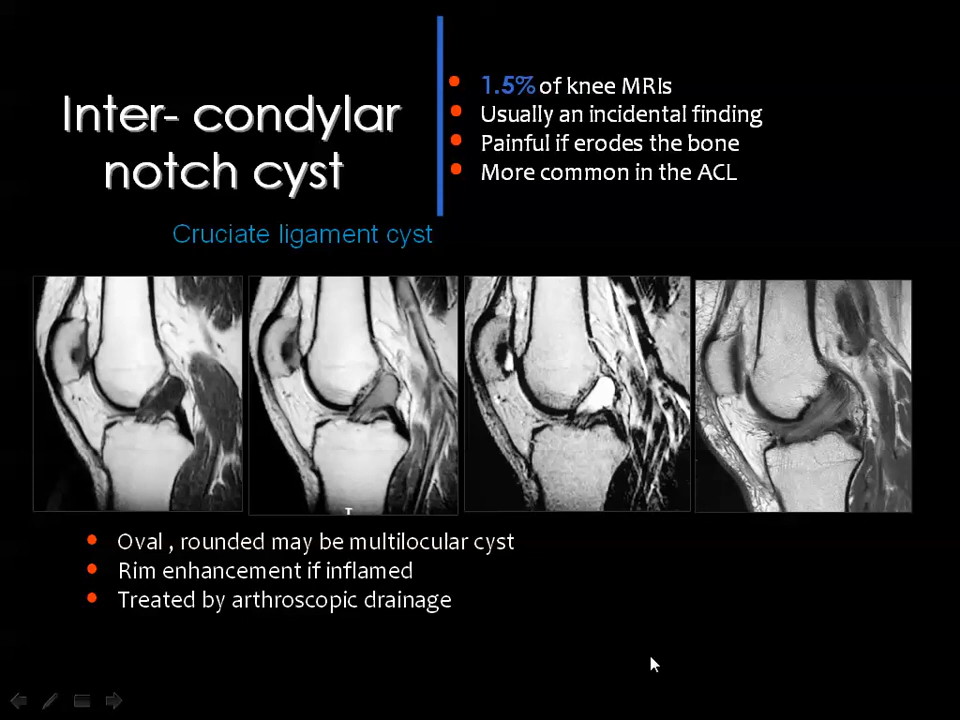 Inter- condylar
notch cyst
Cruciate ligament cyst
1.5% of knee MRIs
Usually an incidental finding
Painful if erodes the bone
More common in the ACL
T
Oval , rounded may be multilocular cyst
Rim enhancement if inflamed
Treated by arthroscopic drainage